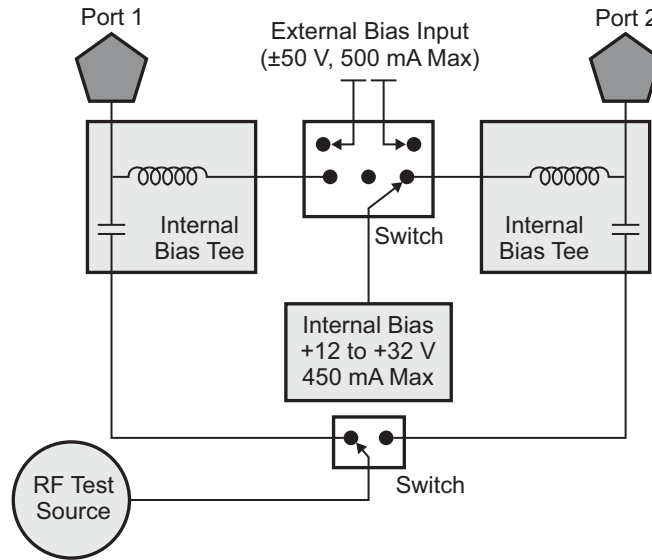 Port 1
External Bias Input
(±50 V, 500 mA Max)
Port 2
Internal
Bias Tee
Switch
Internal
Bias Tee
Internal Bias
+12 to +32 V
450 mA Max
RF Test
Source
Switch